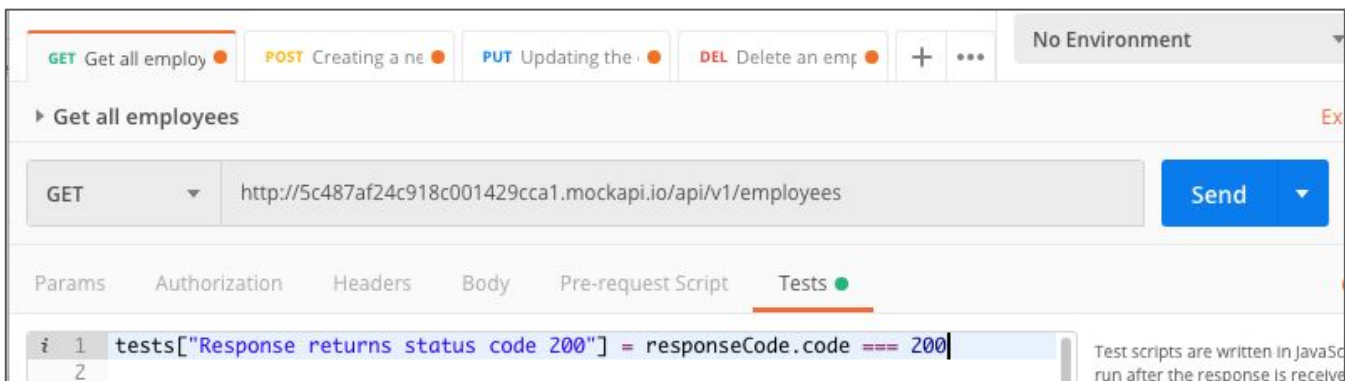 GET Get all employ POST Creating a ne PUT Updating the DEL Delete an emp + ••• No Environment
Get all employees Ex
GET http://5c487af24c918c001429cca1.mockapi.io/api/v1/employees Send
Params Authorization Headers Body Pre-request Script Tests
i 1 tests["Response returns status code 200"] = responseCode.code === 200
2
Test scripts are written in JavaSc
run after the response is receive